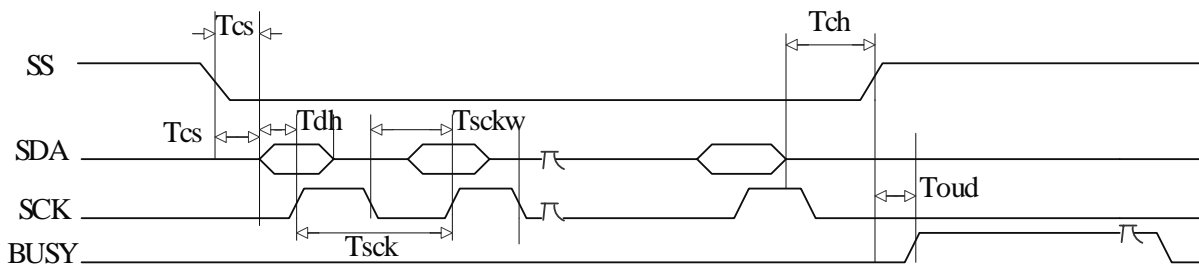 Tcs
Tch
SS
Tcs
Tdh
Tsckw
SDA
SCK
Toud
Tsck
BUSY